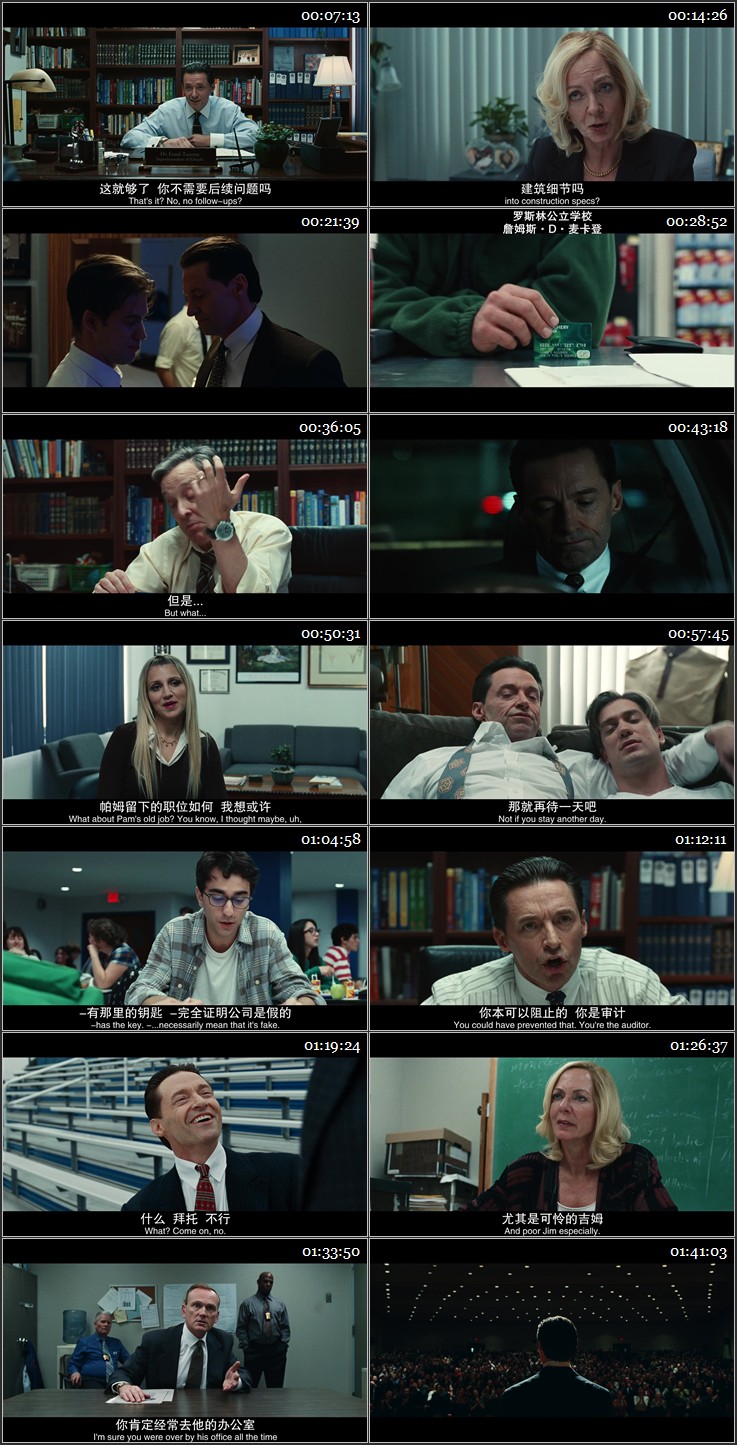 00:07:13
这就够了 你不需要后续问题吗
That's it? No, no follow-ups?
00:14:26
建筑细节吗
into construction specs?
00:21:39
罗斯林公立学校
詹姆斯·D·麦卡登
00:28:52
00:36:05
但是...
But what...
00:43:18
00:50:31
帕姆留下的职位如何 我想或许
What about Pam's old job? You know, I thought maybe, uh,
00:57:45
那就再待一天吧
Not if you stay another day.
01:04:58
-有那里的钥匙 -完全证明公司是假的
-has the key. -...necessarily mean that it's fake.
01:12:11
你本可以阻止的 你是审计
You could have prevented that. You're the auditor.
01:19:24
什么 拜托 不行
What? Come on, no.
01:26:37
尤其是可怜的吉姆
And poor Jim especially.
01:33:50
你肯定经常去他的办公室
I'm sure you were over by his office all the time
01:41:03